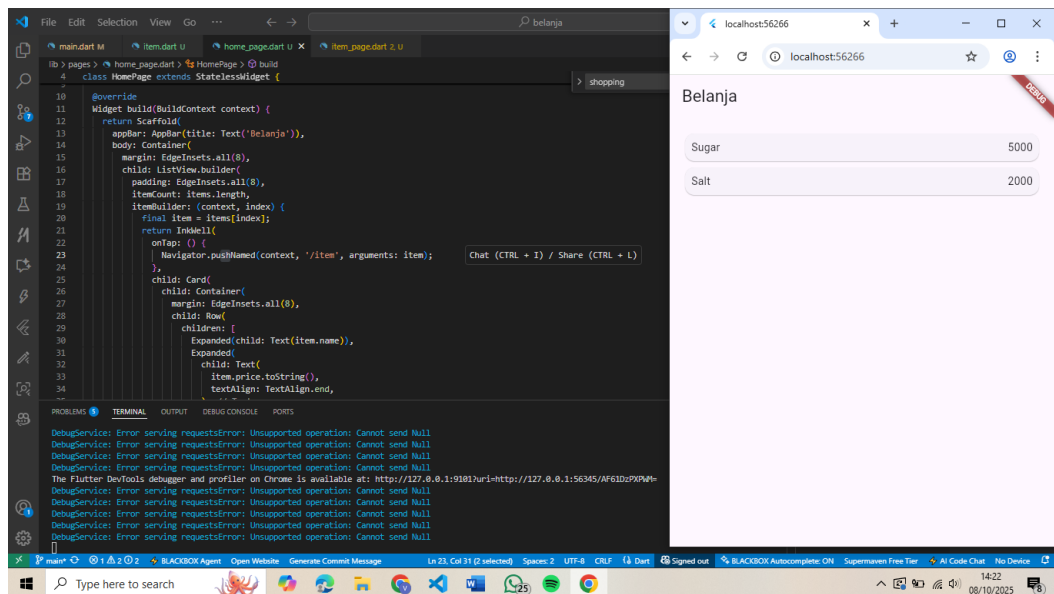 File Edit Selection View Go ··· ← → belanja
main.dart M item.dart U home_page.dart U × item_page.dart 2, U
lib > pages > home_page.dart > HomePage > build
4 class HomePage extends StatelessWidget {
> shopping
10 @override
11 Widget build(BuildContext context) {
12 return Scaffold(
13 appBar: AppBar(title: Text('Belanja')),
14 body: Container(
15 margin: EdgeInsets.all(8),
16 child: ListView.builder(
17 padding: EdgeInsets.all(8),
18 itemCount: items.length,
19 itemBuilder: (context, index) {
20 final item = items[index];
21 return InkWell(
22 onTap: () {
23 Navigator.pushNamed(context, '/item', arguments: item); Chat (CTRL + I) / Share (CTRL + L)
24 },
25 child: Card(
26 child: Container(
27 margin: EdgeInsets.all(8),
28 child: Row(
29 children: [
30 Expanded(child: Text(item.name)),
31 Expanded(
32 child: Text(
33 item.price.toString(),
34 textAlign: TextAlign.end,
PROBLEMS 5 TERMINAL OUTPUT DEBUG CONSOLE PORTS
DebugService: Error serving requestsError: Unsupported operation: Cannot send Null
DebugService: Error serving requestsError: Unsupported operation: Cannot send Null
DebugService: Error serving requestsError: Unsupported operation: Cannot send Null
DebugService: Error serving requestsError: Unsupported operation: Cannot send Null
The Flutter DevTools debugger and profiler on Chrome is available at: http://127.0.0.1:9101?uri=http://127.0.0.1:56345/AF61DzPXPWM=
DebugService: Error serving requestsError: Unsupported operation: Cannot send Null
DebugService: Error serving requestsError: Unsupported operation: Cannot send Null
DebugService: Error serving requestsError: Unsupported operation: Cannot send Null
DebugService: Error serving requestsError: Unsupported operation: Cannot send Null
DebugService: Error serving requestsError: Unsupported operation: Cannot send Null
localhost:56266
localhost:56266
DEBUG
Belanja
Sugar 5000
Salt 2000
main* 1 2 2 BLACKBOX Agent Open Website Generate Commit Message Ln 23, Col 31 (2 selected) Spaces: 2 UTF-8 CRLF Dart Signed out BLACKBOX Autocomplete: ON Supermaven Free Tier AI Code Chat No Device
Type here to search 25 14:22
08/10/2025 8